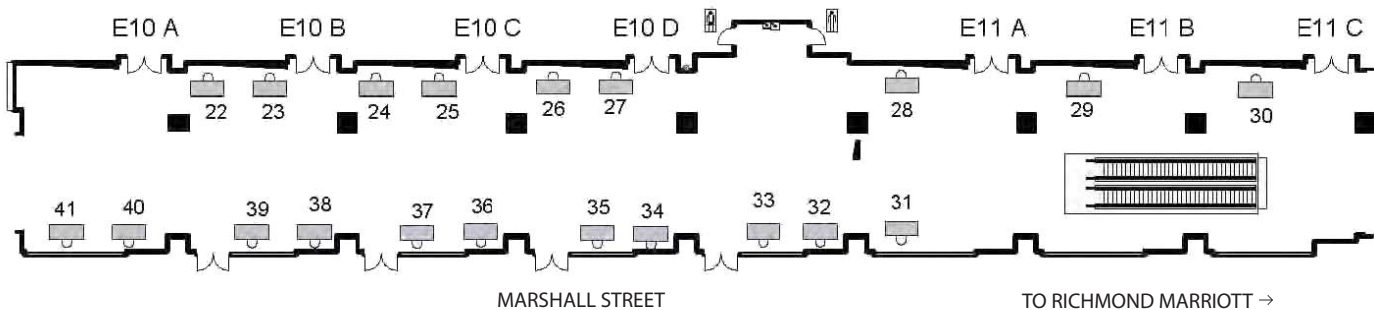 E10 A E10 B E10 C E10 D E11 A E11 B E11 C
22 23 24 25 26 27 28 29 30
41 40 39 38 37 36 35 34 33 32 31
MARSHALL STREET TO RICHMOND MARRIOTT →